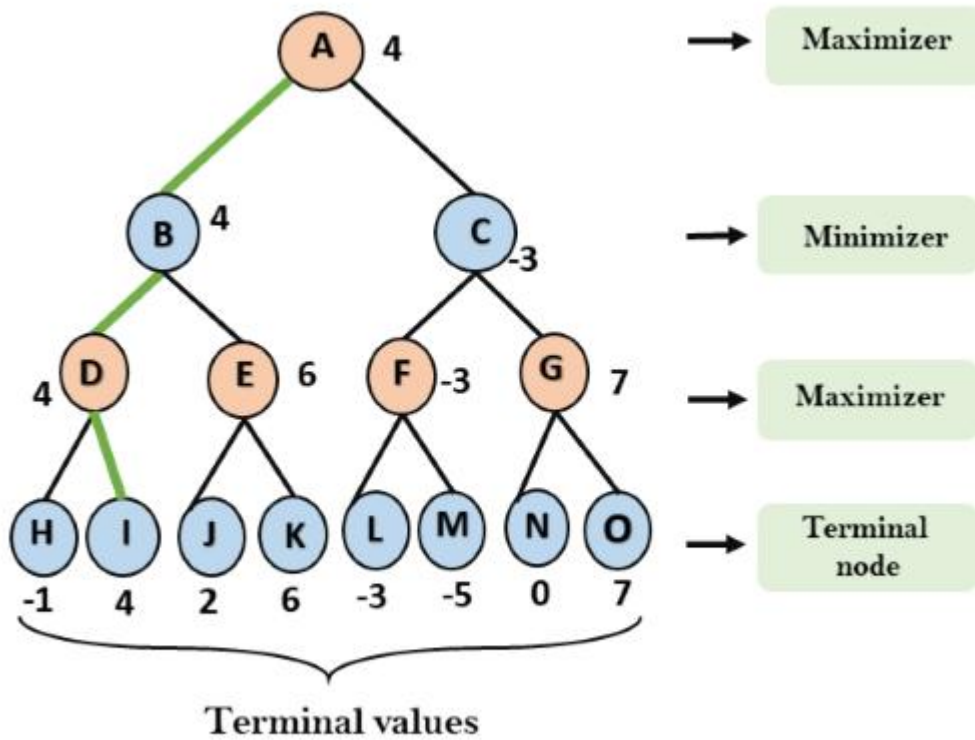 A 4 Maximizer
B 4 C -3 Minimizer
D 4 E 6 F -3 G 7 Maximizer
H I J K L M N O Terminal
node
-1 4 2 6 -3 -5 0 7
Terminal values